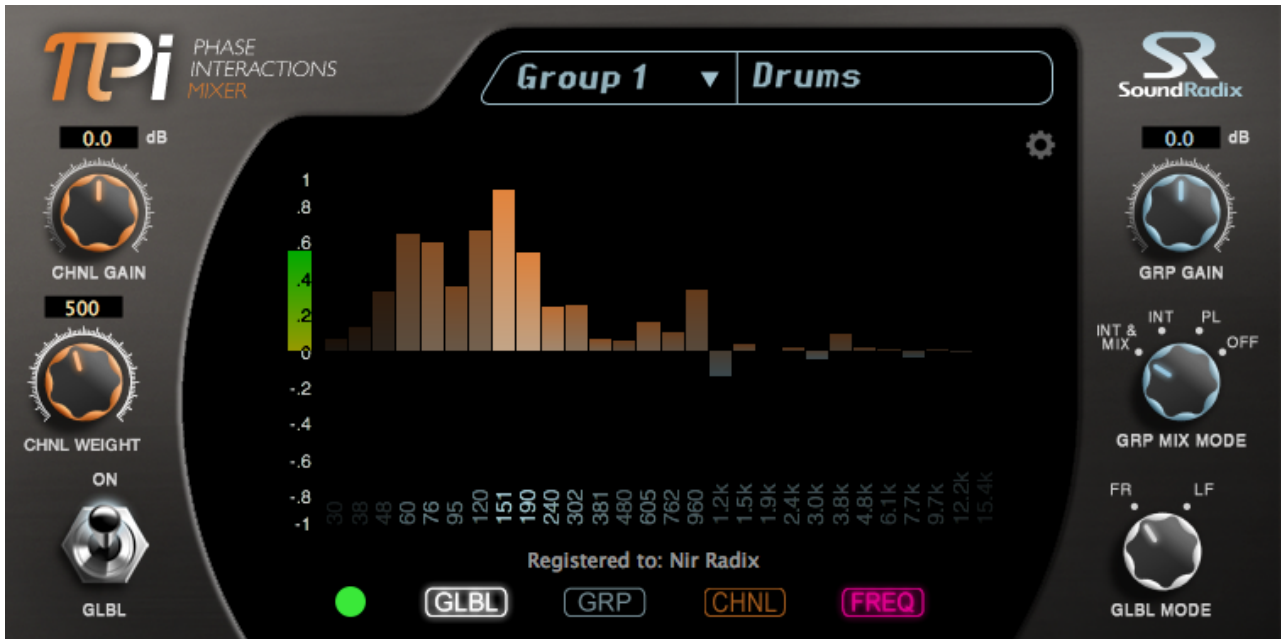 πPi PHASE
INTERACTIONS
MIXER
Group 1 ▼ Drums
SR
SoundRadix
0.0 dB
CHNL GAIN
500
CHNL WEIGHT
ON
GLBL
1
.8
.6
.4
.2
0
-.2
-.4
-.6
-.8
-1
30 38 48 60 76 95 120 151 190 240 302 381 480 605 762 960 1.2k 1.5k 1.9k 2.4k 3.0k 3.8k 4.8k 6.1k 7.7k 9.7k 12.2k 15.4k
Registered to: Nir Radix
GLBL GRP CHNL FREQ
0.0 dB
GRP GAIN
INT &
MIX INT PL OFF
GRP MIX MODE
FR LF
GLBL MODE